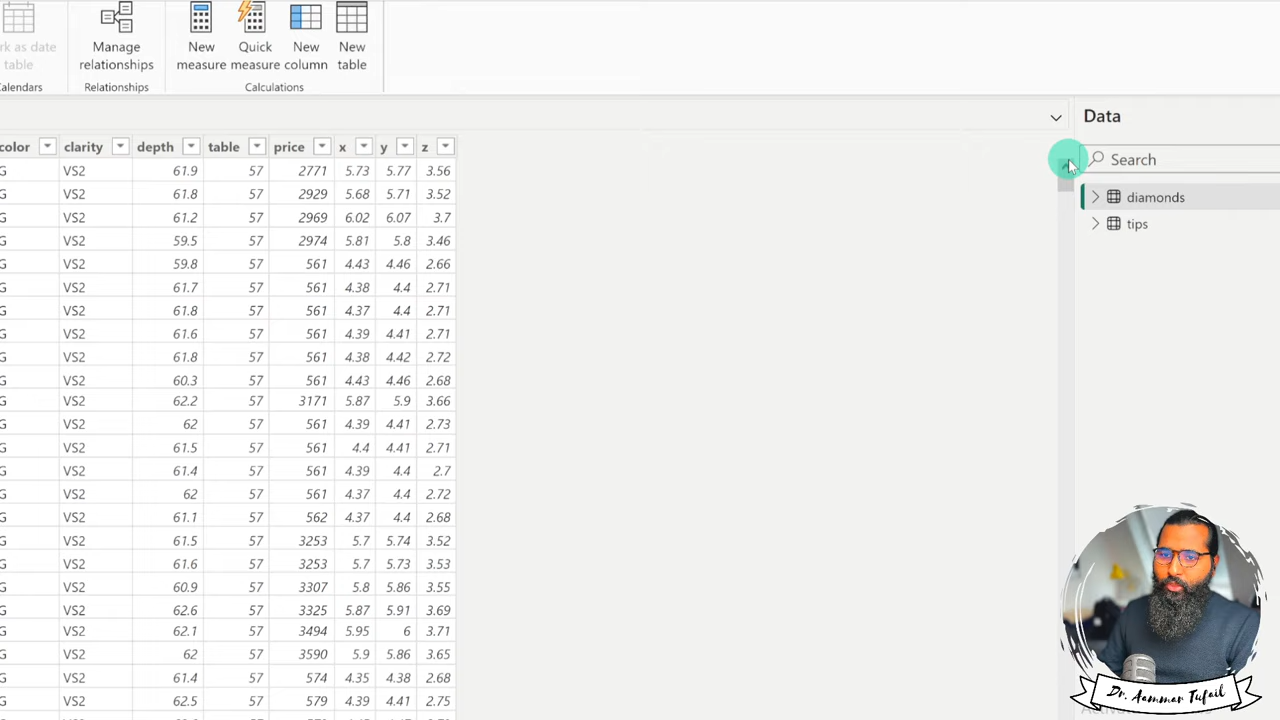 rk as date
table
Manage
relationships
New
measure
Quick
measure
New
column
New
table
Calendars
Relationships
Calculations
Data
Search
diamonds
tips
color clarity depth table price x y z
G VS2 61.9 57 2771 5.73 5.77 3.56
G VS2 61.8 57 2929 5.68 5.71 3.52
G VS2 61.2 57 2969 6.02 6.07 3.7
G VS2 59.5 57 2974 5.81 5.8 3.46
G VS2 59.8 57 561 4.43 4.46 2.66
G VS2 61.7 57 561 4.38 4.4 2.71
G VS2 61.8 57 561 4.37 4.4 2.71
G VS2 61.6 57 561 4.39 4.41 2.71
G VS2 61.8 57 561 4.38 4.42 2.72
G VS2 60.3 57 561 4.43 4.46 2.68
G VS2 62.2 57 3171 5.87 5.9 3.66
G VS2 62 57 561 4.39 4.41 2.73
G VS2 61.5 57 561 4.4 4.41 2.71
G VS2 61.4 57 561 4.39 4.4 2.7
G VS2 62 57 561 4.37 4.4 2.72
G VS2 61.1 57 562 4.37 4.4 2.68
G VS2 61.5 57 3253 5.7 5.74 3.52
G VS2 61.6 57 3253 5.7 5.73 3.53
G VS2 60.9 57 3307 5.8 5.86 3.55
G VS2 62.6 57 3325 5.87 5.91 3.69
G VS2 62.1 57 3494 5.95 6 3.71
G VS2 62 57 3590 5.9 5.86 3.65
G VS2 61.4 57 574 4.35 4.38 2.68
G VS2 62.5 57 579 4.39 4.41 2.75
Dr. Aammar Tufail